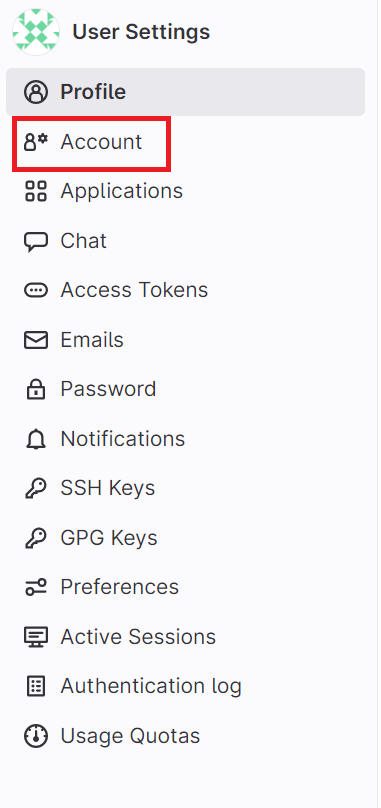 User Settings
Profile
Account
Applications
Chat
Access Tokens
Emails
Password
Notifications
SSH Keys
GPG Keys
Preferences
Active Sessions
Authentication log
Usage Quotas